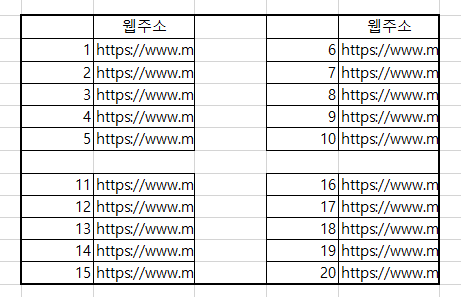 웹주소 웹주소
1 https://www.m 6 https://www.m
2 https://www.m 7 https://www.m
3 https://www.m 8 https://www.m
4 https://www.m 9 https://www.m
5 https://www.m 10 https://www.m
11 https://www.m 16 https://www.m
12 https://www.m 17 https://www.m
13 https://www.m 18 https://www.m
14 https://www.m 19 https://www.m
15 https://www.m 20 https://www.m